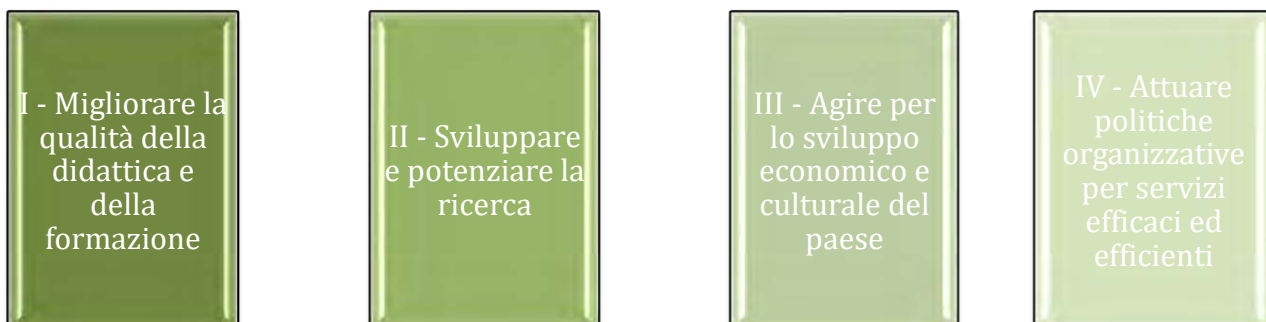 I - Migliorare la
qualità della
didattica e
della
formazione
II - Sviluppare
e potenziare la
ricerca
III - Agire per
lo sviluppo
economico e
culturale del
paese
IV - Attuare
politiche
organizzative
per servizi
efficaci ed
efficienti